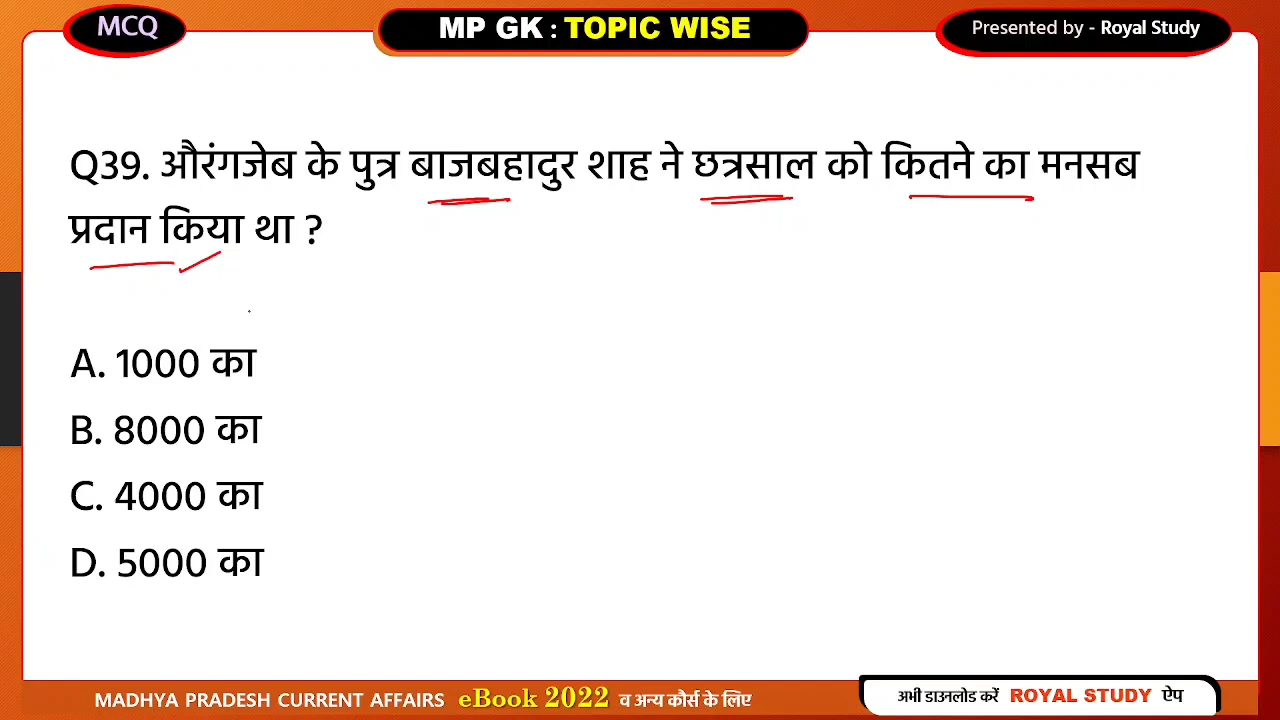 MCQ
MP GK : TOPIC WISE
Presented by - Royal Study
Q39. औरंगजेब के पुत्र बाजबहादुर शाह ने छत्रसाल को कितने का मनसब
प्रदान किया था ?
A. 1000 का
B. 8000 का
C. 4000 का
D. 5000 का
MADHYA PRADESH CURRENT AFFAIRS eBook 2022 व अन्य कौर्स के लिए
अभी डाउनलोड करें ROYAL STUDY ऐप